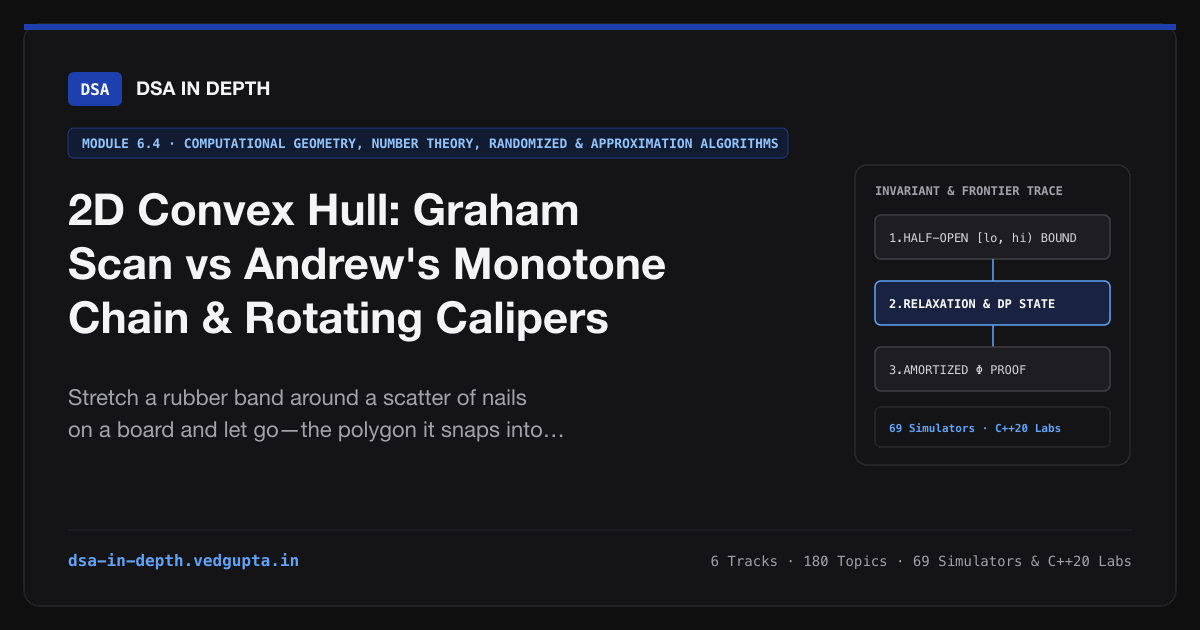 DSA
DSA IN DEPTH
MODULE 6.4 · COMPUTATIONAL GEOMETRY, NUMBER THEORY, RANDOMIZED & APPROXIMATION ALGORITHMS
2D Convex Hull: Graham
Scan vs Andrew's Monotone
Chain & Rotating Calipers
Stretch a rubber band around a scatter of nails
on a board and let go—the polygon it snaps into…
INVARIANT & FRONTIER TRACE
1.HALF-OPEN [lo, hi) BOUND
2.RELAXATION & DP STATE
3.AMORTIZED Φ PROOF
69 Simulators · C++20 Labs
dsa-in-depth.vedgupta.in
6 Tracks · 180 Topics · 69 Simulators & C++20 Labs